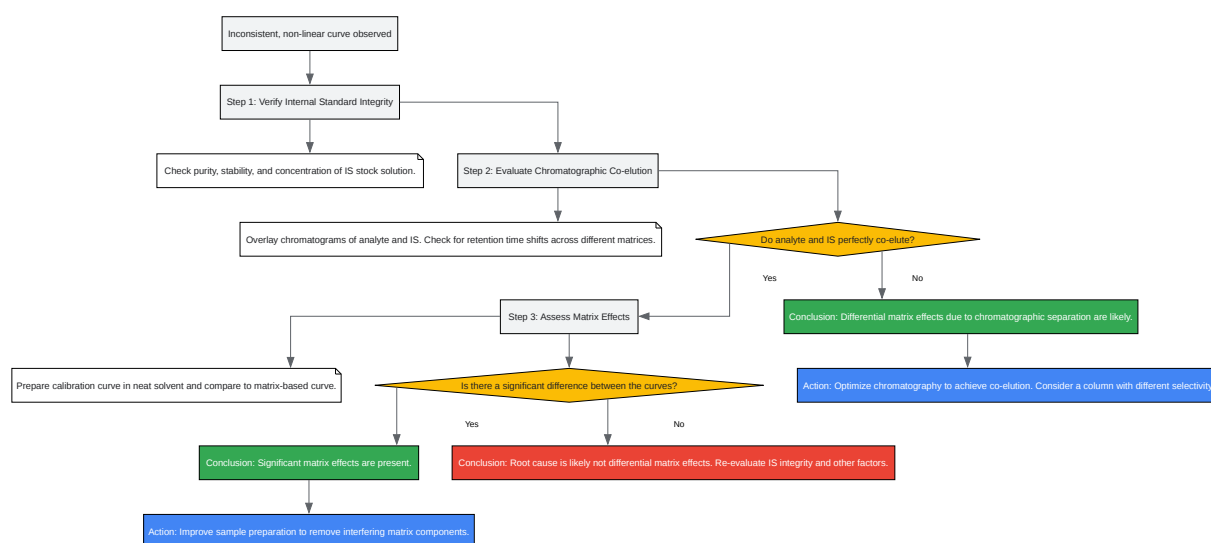 Inconsistent, non-linear curve observed
Step 1: Verify Internal Standard Integrity
Check purity, stability, and concentration of IS stock solution.
Step 2: Evaluate Chromatographic Co-elution
Overlay chromatograms of analyte and IS. Check for retention time shifts across different matrices.
Do analyte and IS perfectly co-elute?
Yes
No
Step 3: Assess Matrix Effects
Conclusion: Differential matrix effects due to chromatographic separation are likely.
Prepare calibration curve in neat solvent and compare to matrix-based curve.
Is there a significant difference between the curves?
Action: Optimize chromatography to achieve co-elution. Consider a column with different selectivity
Yes
No
Conclusion: Significant matrix effects are present.
Conclusion: Root cause is likely not differential matrix effects. Re-evaluate IS integrity and other factors.
Action: Improve sample preparation to remove interfering matrix components.